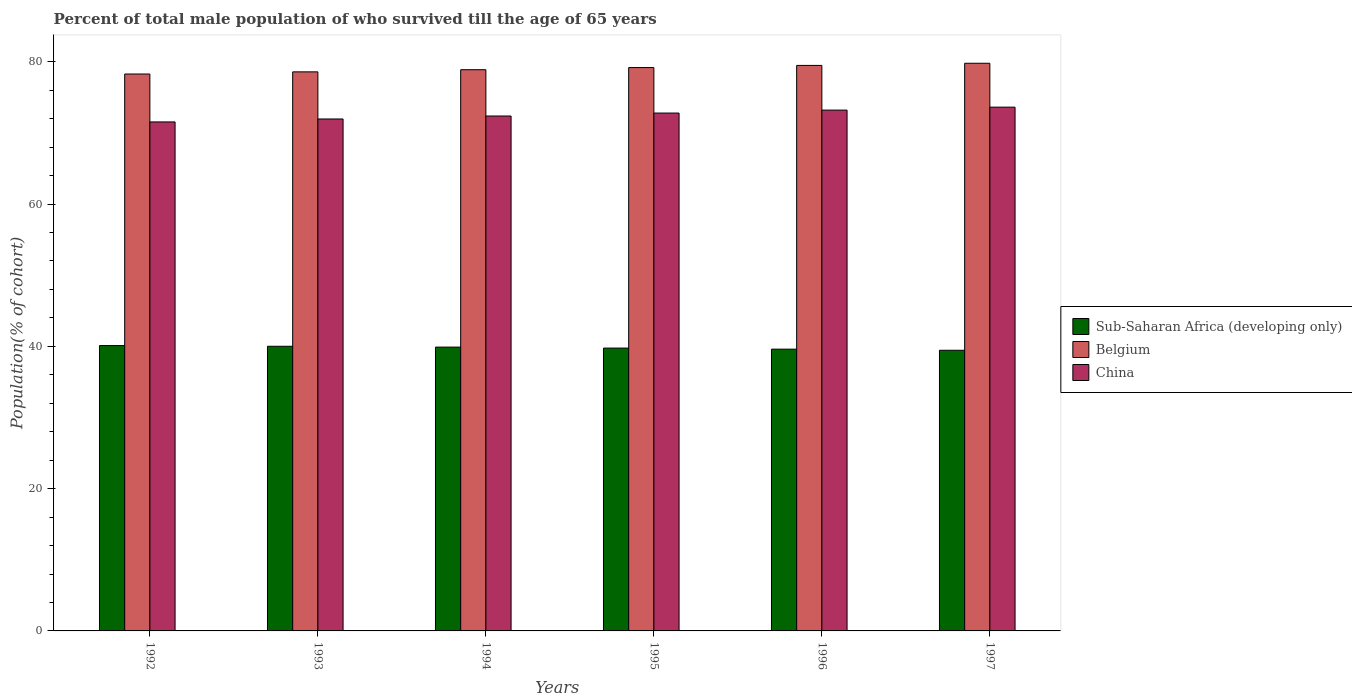 Percent of total male population of who survived till the age of 65 years
Population(% of cohort)
80
60
40
20
0
1992
1993
1994
1995
1996
1997
Years
Sub-Saharan Africa (developing only)
Belgium
China